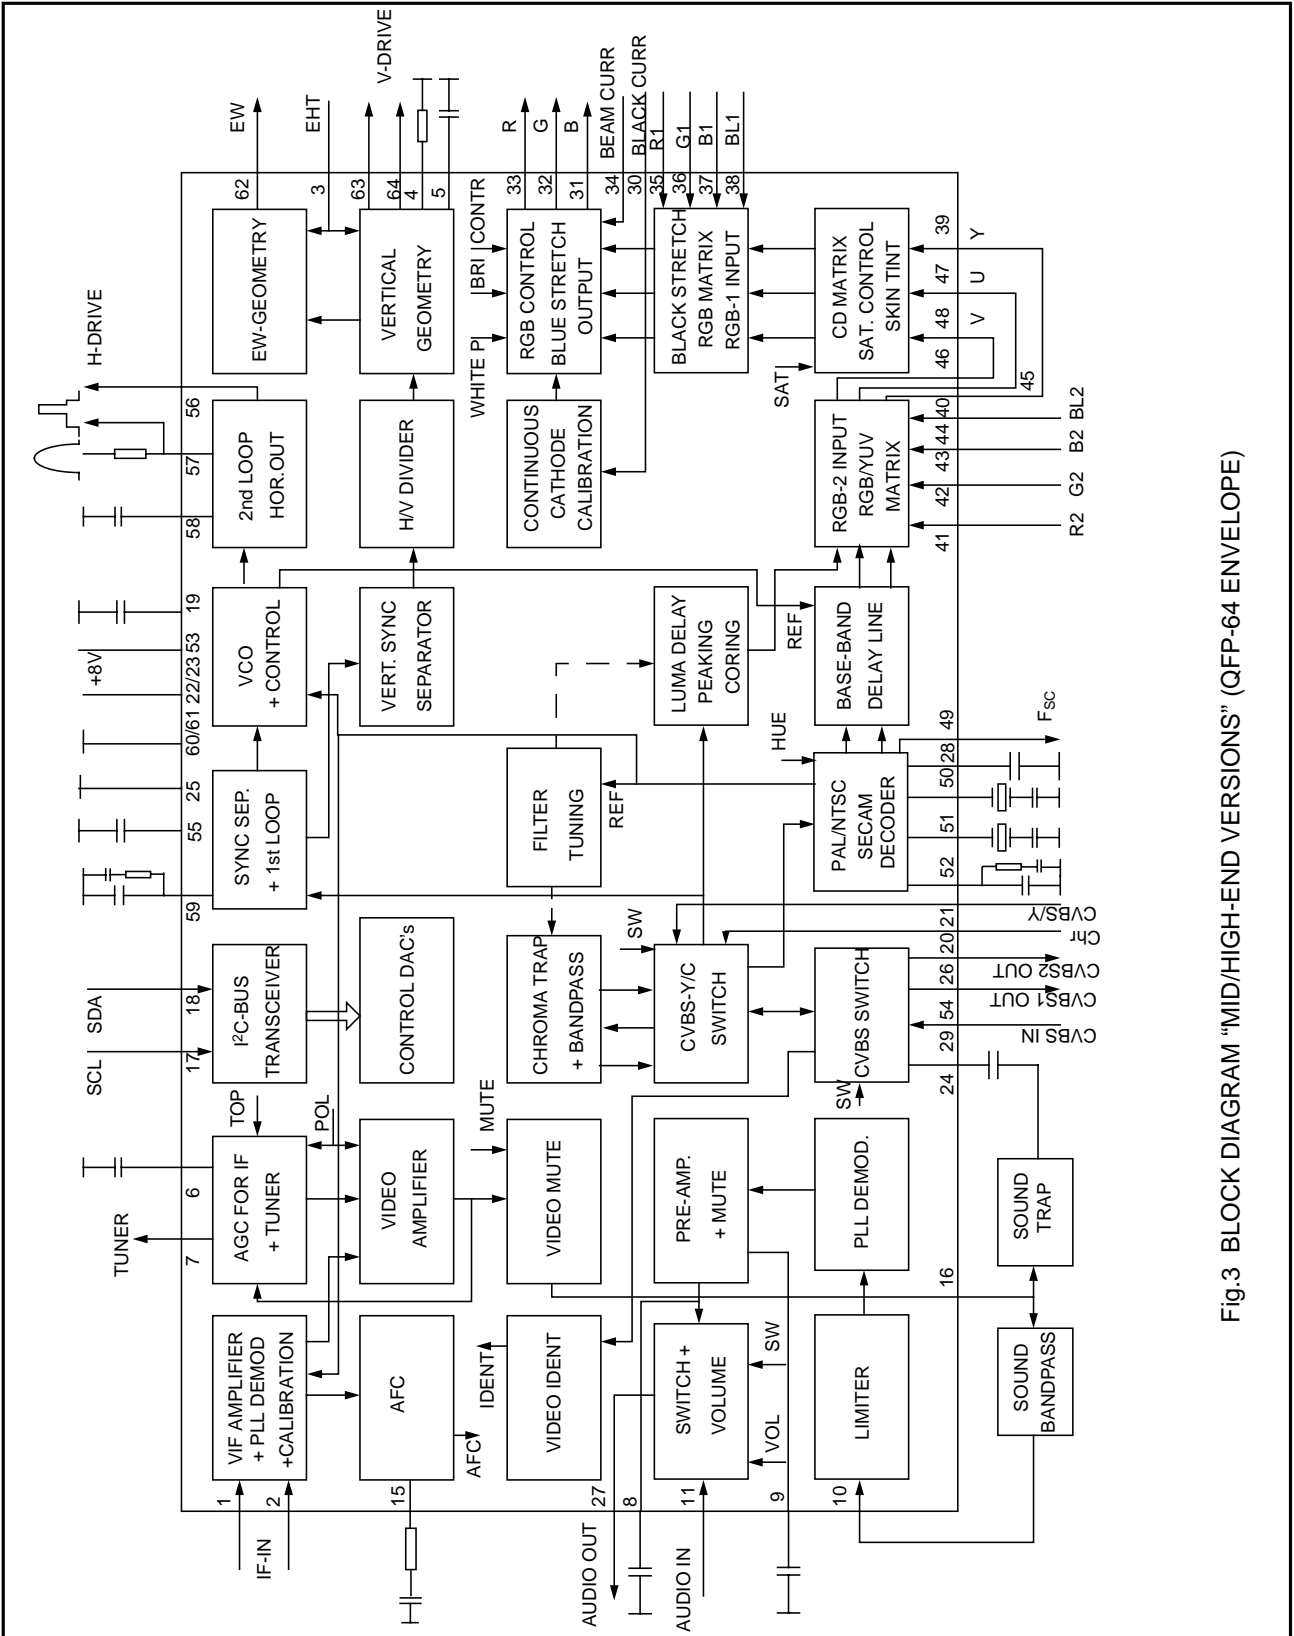 H-DRIVE
V-DRIVE
EW
EHT
R
G
B
BEAM CURR
BLACK CURR
R1
G1
B1
BL1
62
3
63
64
4
5
33
32
31
34
30
35
36
37
38
EW-GEOMETRY
VERTICAL
GEOMETRY
CONTR
BRI
WHITE P
RGB CONTROL
BLUE STRETCH
OUTPUT
BLACK STRETCH
RGB MATRIX
RGB-1 INPUT
CD MATRIX
SAT. CONTROL
SKIN TINT
SAT
39
47
48
46
45
Y
U
V
56
57
58
2nd LOOP
HOR.OUT
H/V DIVIDER
CONTINUOUS
CATHODE
CALIBRATION
RGB-2 INPUT
RGB/YUV
MATRIX
40
44
43
42
41
BL2
B2
G2
R2
+8V
19
53
22/23
60/61
25
55
59
VCO
+ CONTROL
VERT. SYNC
SEPARATOR
LUMA DELAY
PEAKING
CORING
REF
BASE-BAND
DELAY LINE
49
SYNC SEP.
+ 1st LOOP
FILTER
TUNING
REF
HUE
PAL/NTSC
SECAM
DECODER
28
50
51
52
FSC
SDA
SCL
18
17
I2C-BUS
TRANSCEIVER
CONTROL DAC's
CHROMA TRAP
+ BANDPASS
SW
CVBS-Y/C
SWITCH
CVBS SWITCH
SW
21
20
26
54
29
24
CVBS/Y
Chr
CVBS2 OUT
CVBS1 OUT
CVBS IN
TUNER
6
7
TOP
AGC FOR IF
+ TUNER
POL
VIDEO
AMPLIFIER
MUTE
VIDEO MUTE
PRE-AMP.
+ MUTE
PLL DEMOD.
16
SOUND
TRAP
VIF AMPLIFIER
+ PLL DEMOD
+CALIBRATION
AFC
AFC
IDENT
VIDEO IDENT
SWITCH +
VOLUME
SW
VOL
LIMITER
SOUND
BANDPASS
1
2
15
27
8
11
9
10
IF-IN
AUDIO OUT
AUDIO IN
Fig.3 BLOCK DIAGRAM “MID/HIGH-END VERSIONS” (QFP-64 ENVELOPE)